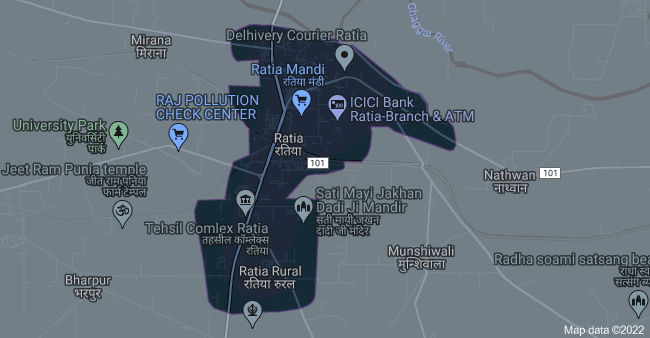 Ghaggar River
Delhivery Courier Ratia
Mirana
मिराना
Ratia Mandi
रतिया मंडी
RAJ POLLUTION
CHECK CENTER
ICICI Bank
Ratia-Branch & ATM
University Park
युनिवर्सिटी
पार्क
Ratia
रतिया
101
Jeet Ram Punia temple
जीत राम पुनिया
फार्म टेम्पल
Nathwan
नाथ्वान
101
Sati Mayi Jakhan
Dadi Ji Mandir
सती मायी जखन
दादी जी मंदिर
Tehsil Comlex Ratia
तहसील कॉम्लेक्स
रतिया
Munshiwali
मुन्शिवाला
Radha soami satsang bea
राधा स्व
सत्संग ब्य
Bharpur
भरपुर
Ratia Rural
रतिया रुरल
Map data ©2022